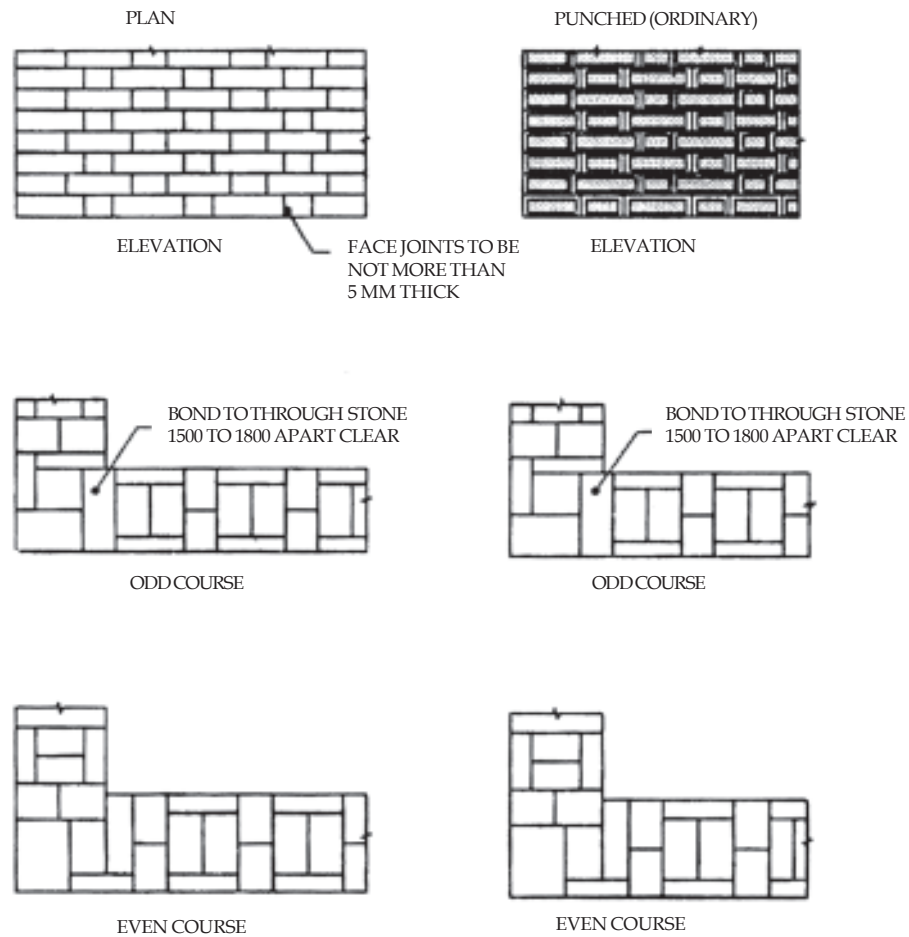 PLAN
PUNCHED (ORDINARY)
ELEVATION
FACE JOINTS TO BE
NOT MORE THAN
5 MM THICK
ELEVATION
BOND TO THROUGH STONE
1500 TO 1800 APART CLEAR
BOND TO THROUGH STONE
1500 TO 1800 APART CLEAR
ODD COURSE
ODD COURSE
EVEN COURSE
EVEN COURSE